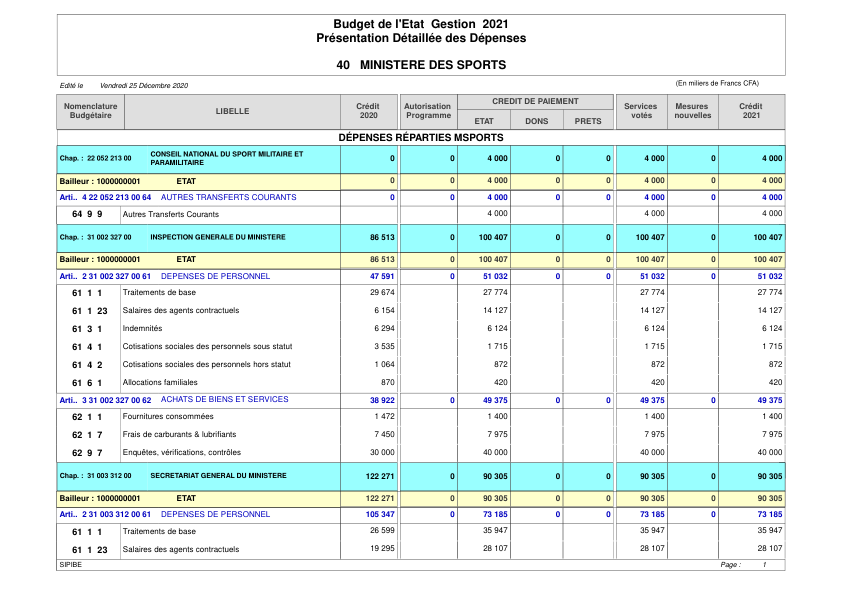 Budget de l'Etat Gestion 2021
Présentation Détaillée des Dépenses
40 MINISTERE DES SPORTS
Edité le Vendredi 25 Décembre 2020 (En miliers de Francs CFA)
Nomenclature Budgétaire LIBELLE Crédit 2020 Autorisation Programme CREDIT DE PAIEMENT ETAT DONS PRETS Services votés Mesures nouvelles Crédit 2021
DÉPENSES RÉPARTIES MSPORTS
Chap. : 22 052 213 00 CONSEIL NATIONAL DU SPORT MILITAIRE ET PARAMILITAIRE 0 0 4 000 0 0 4 000 0 4 000
Bailleur : 1000000001 ETAT 0 0 4 000 0 0 4 000 0 4 000
Arti.. 4 22 052 213 00 64 AUTRES TRANSFERTS COURANTS 0 0 4 000 0 0 4 000 0 4 000
64 9 9 Autres Transferts Courants 4 000 4 000 4 000
Chap. : 31 002 327 00 INSPECTION GENERALE DU MINISTERE 86 513 0 100 407 0 0 100 407 0 100 407
Bailleur : 1000000001 ETAT 86 513 0 100 407 0 0 100 407 0 100 407
Arti.. 2 31 002 327 00 61 DEPENSES DE PERSONNEL 47 591 0 51 032 0 0 51 032 0 51 032
61 1 1 Traitements de base 29 674 27 774 27 774 27 774
61 1 23 Salaires des agents contractuels 6 154 14 127 14 127 14 127
61 3 1 Indemnités 6 294 6 124 6 124 6 124
61 4 1 Cotisations sociales des personnels sous statut 3 535 1 715 1 715 1 715
61 4 2 Cotisations sociales des personnels hors statut 1 064 872 872 872
61 6 1 Allocations familiales 870 420 420 420
Arti.. 3 31 002 327 00 62 ACHATS DE BIENS ET SERVICES 38 922 0 49 375 0 0 49 375 0 49 375
62 1 1 Fournitures consommées 1 472 1 400 1 400 1 400
62 1 7 Frais de carburants & lubrifiants 7 450 7 975 7 975 7 975
62 9 7 Enquêtes, vérifications, contrôles 30 000 40 000 40 000 40 000
Chap. : 31 003 312 00 SECRETARIAT GENERAL DU MINISTERE 122 271 0 90 305 0 0 90 305 0 90 305
Bailleur : 1000000001 ETAT 122 271 0 90 305 0 0 90 305 0 90 305
Arti.. 2 31 003 312 00 61 DEPENSES DE PERSONNEL 105 347 0 73 185 0 0 73 185 0 73 185
61 1 1 Traitements de base 26 599 35 947 35 947 35 947
61 1 23 Salaires des agents contractuels 19 295 28 107 28 107 28 107
SIPIBE Page : 1